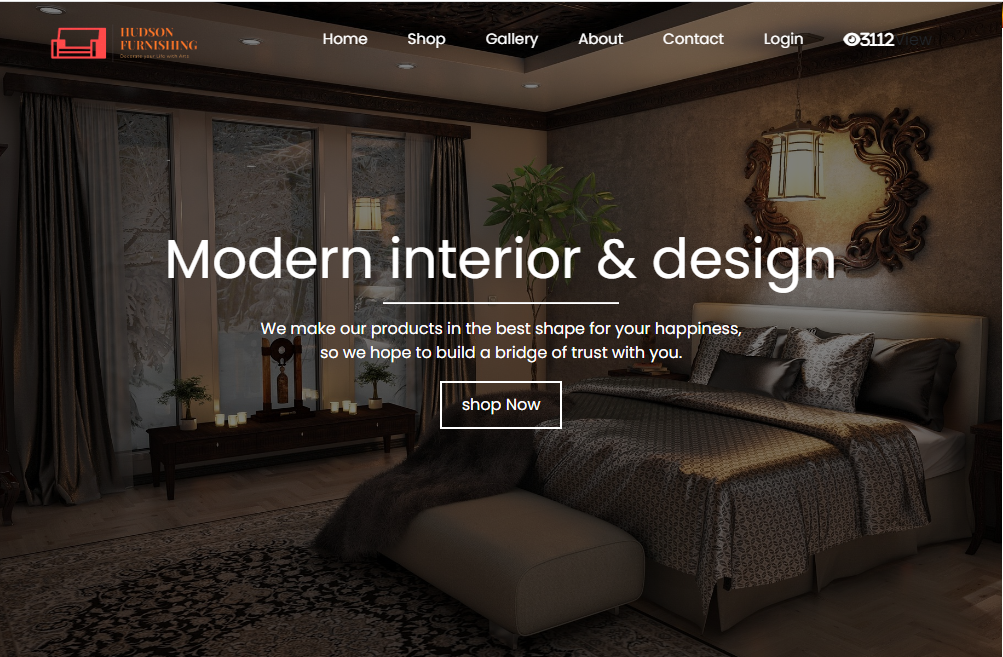 HUDSON
FURNISHING
Decorate your life with Arts
Home Shop Gallery About Contact Login 3112 View
Modern interior & design
We make our products in the best shape for your happiness,
so we hope to build a bridge of trust with you.
shop Now